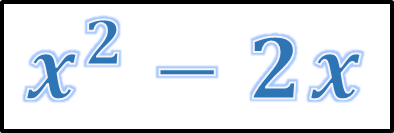 x² − 2x